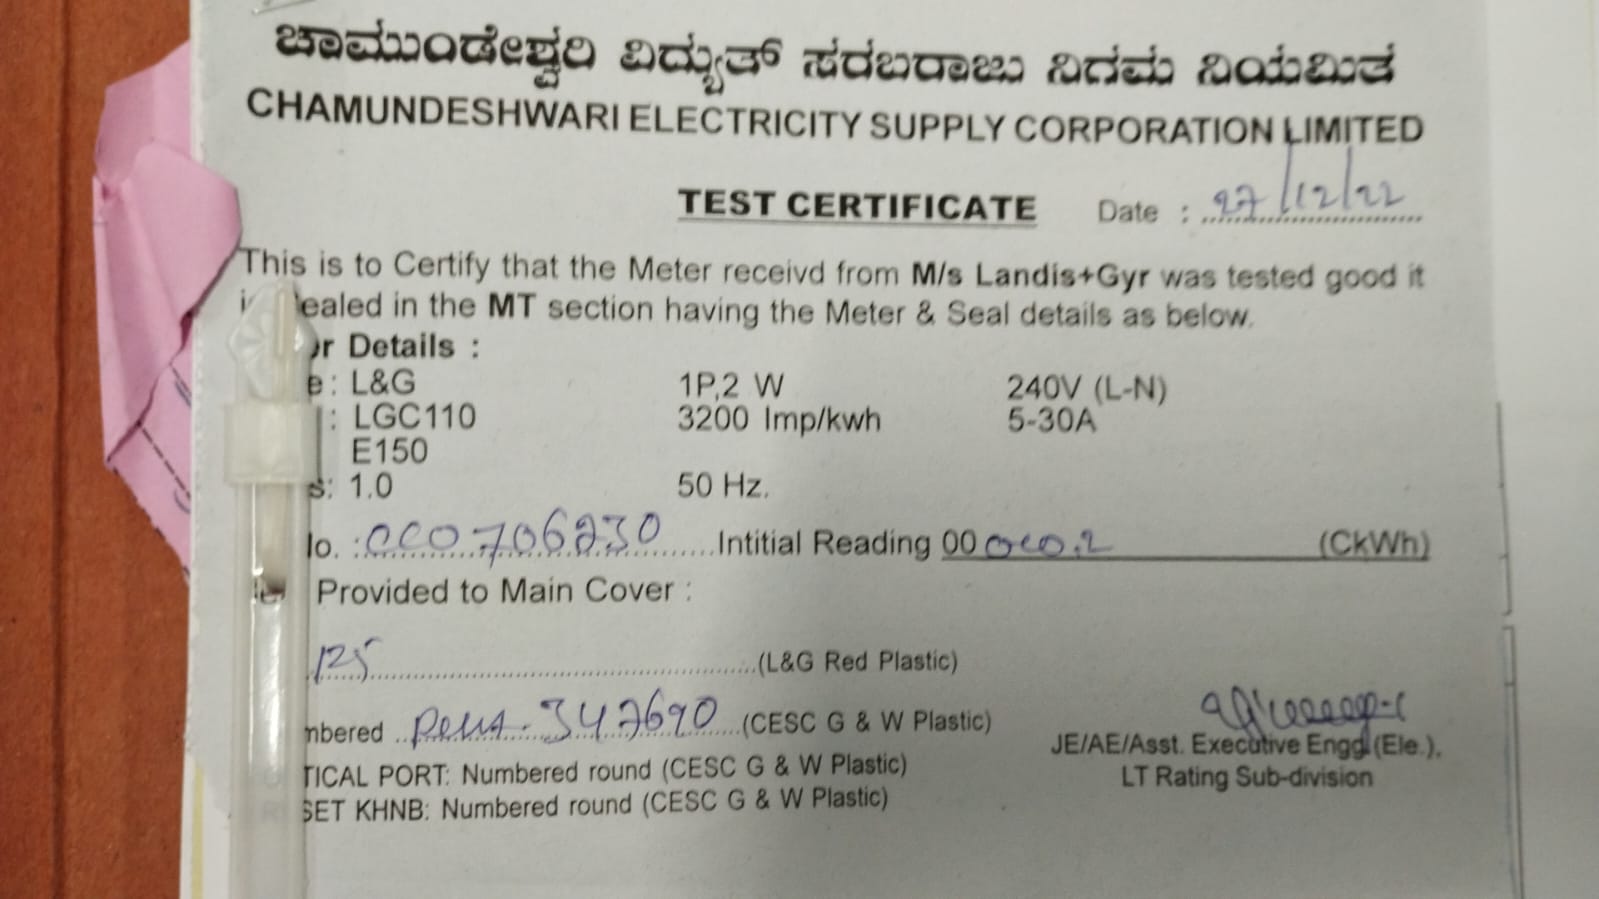 ಚಾಮುಂಡೇಶ್ವರಿ ವಿದ್ಯುತ್ ಸರಬರಾಜು ನಿಗಮ ನಿಯಮಿತ
CHAMUNDESHWARI ELECTRICITY SUPPLY CORPORATION LIMITED
TEST CERTIFICATE Date : 27/12/22
This is to Certify that the Meter receivd from M/s Landis+Gyr was tested good it
ealed in the MT section having the Meter & Seal details as below.
r Details :
e : L&G 1P,2 W 240V (L-N)
: LGC110 3200 Imp/kwh 5-30A
E150
s: 1.0 50 Hz.
lo. : 000706230 Intitial Reading 00000.2 (CkWh)
Provided to Main Cover :
125 (L&G Red Plastic)
mbered 347690 (CESC G & W Plastic)
JE/AE/Asst. Executive Engg.(Ele.),
TICAL PORT: Numbered round (CESC G & W Plastic) LT Rating Sub-division
SET KHNB: Numbered round (CESC G & W Plastic)